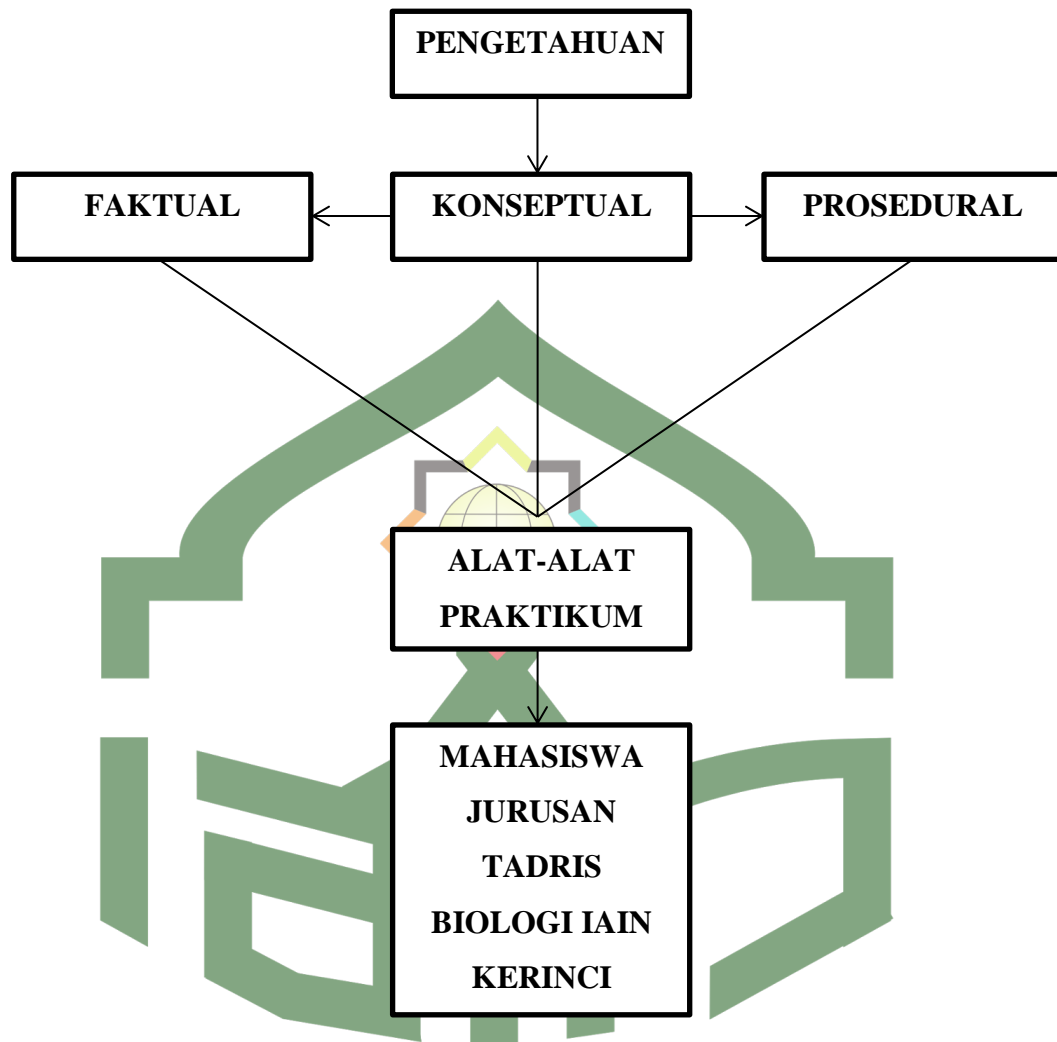 PENGETAHUAN
FAKTUAL
KONSEPTUAL
PROSEDURAL
ALAT-ALAT
PRAKTIKUM
MAHASISWA
JURUSAN
TADRIS
BIOLOGI IAIN
KERINCI